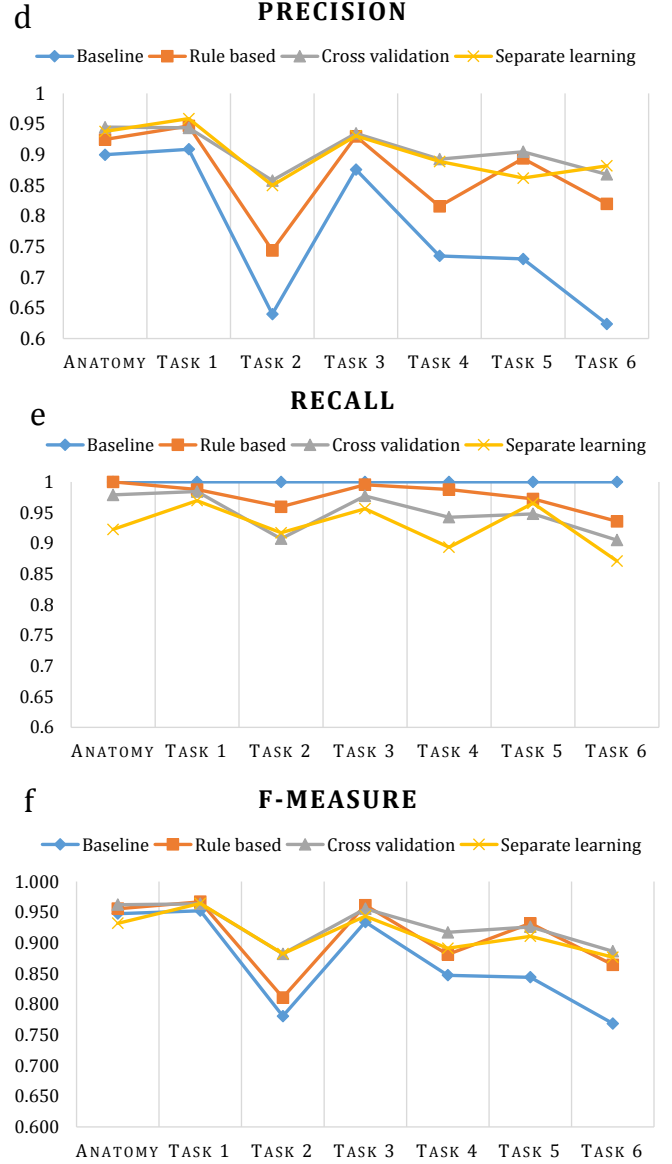 d
PRECISION
Baseline Rule based Cross validation Separate learning
1
0.95
0.9
0.85
0.8
0.75
0.7
0.65
0.6
ANATOMY TASK 1 TASK 2 TASK 3 TASK 4 TASK 5 TASK 6
e
RECALL
Baseline Rule based Cross validation Separate learning
1
0.95
0.9
0.85
0.8
0.75
0.7
0.65
0.6
ANATOMY TASK 1 TASK 2 TASK 3 TASK 4 TASK 5 TASK 6
f
F-MEASURE
Baseline Rule based Cross validation Separate learning
1.000
0.950
0.900
0.850
0.800
0.750
0.700
0.650
0.600
ANATOMY TASK 1 TASK 2 TASK 3 TASK 4 TASK 5 TASK 6